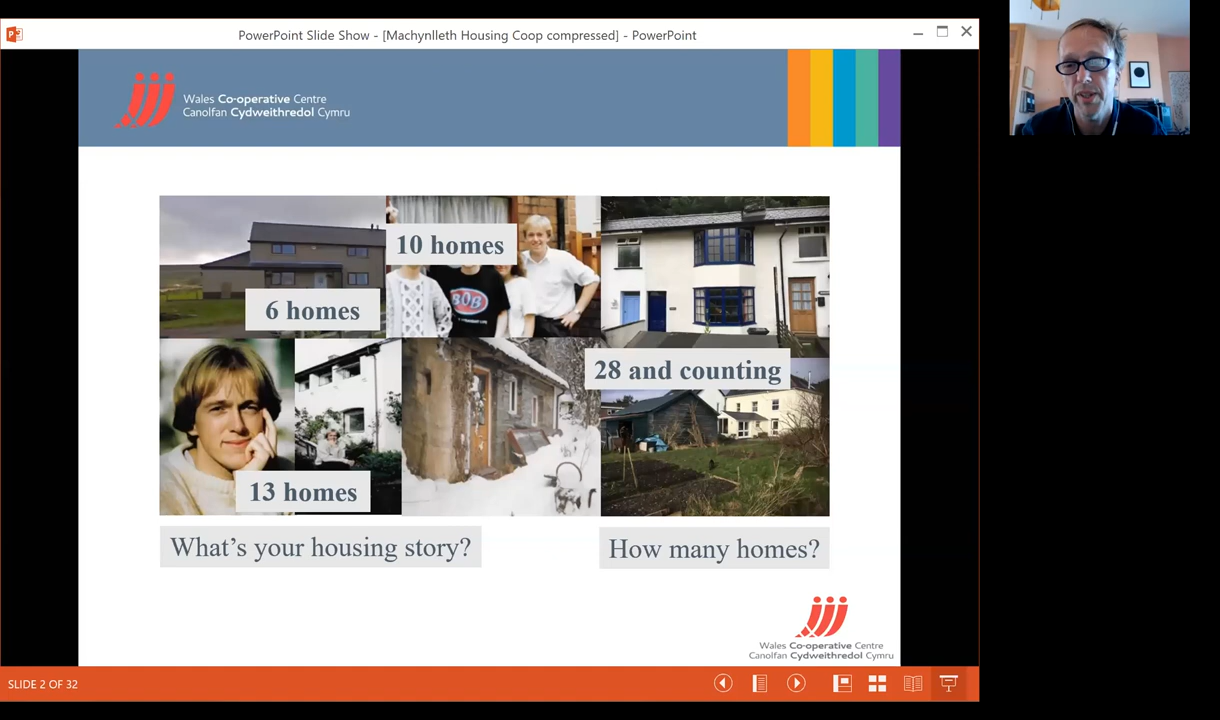 PowerPoint Slide Show - [Machynlleth Housing Coop compressed] - PowerPoint
Wales Co-operative Centre
Canolfan Cydweithredol Cymru
10 homes
6 homes
BOB
28 and counting
13 homes
What's your housing story?
How many homes?
Wales Co-operative Centre
Canolfan Cydweithredol Cymru
SLIDE 2 OF 32